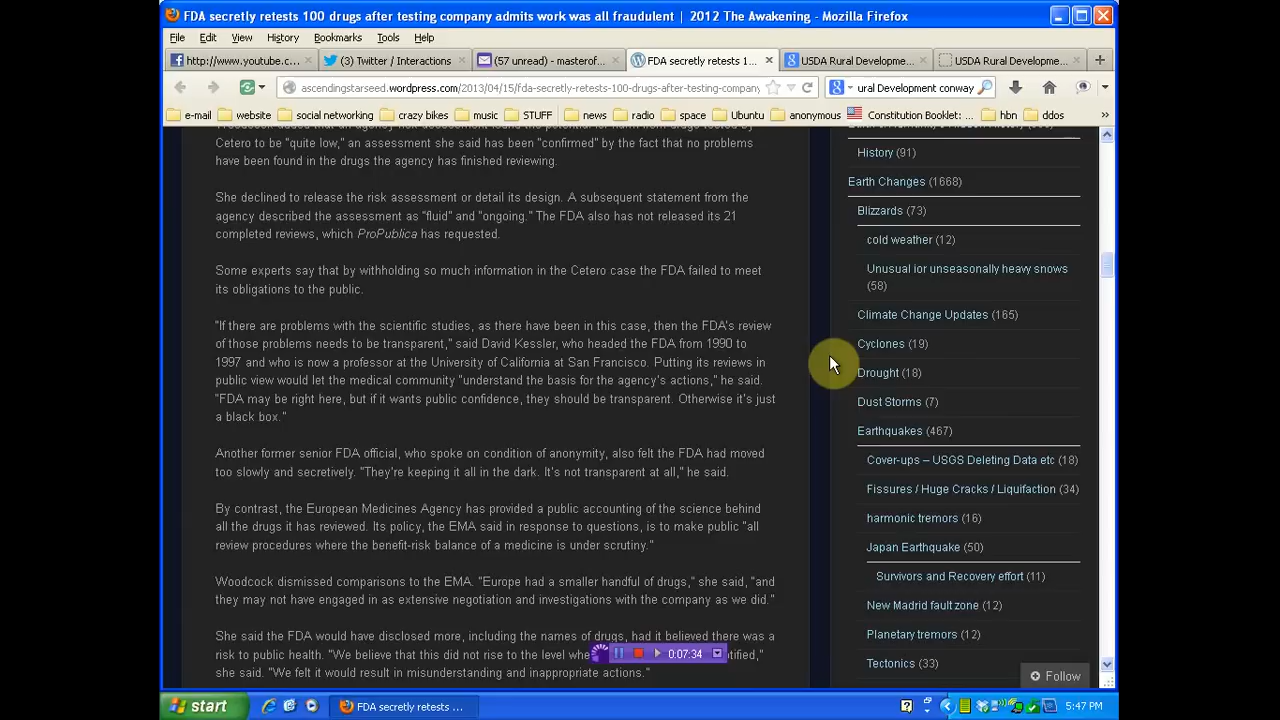 FDA secretly retests 100 drugs after testing company admits work was all fraudulent | 2012 The Awakening - Mozilla Firefox
File Edit View History Bookmarks Tools Help
http://www.youtube.c...
(3) Twitter / Interactions
(57 unread) - masterof...
FDA secretly retests 1...
USDA Rural Developme...
USDA Rural Developme...
ascendingstarseed.wordpress.com/2013/04/15/fda-secretly-retests-100-drugs-after-testing-company
ural Development conway
e-mail website social networking crazy bikes music STUFF news radio space Ubuntu anonymous Constitution Booklet:... hbn ddos
Cetero to be "quite low," an assessment she said has been "confirmed" by the fact that no problems
have been found in the drugs the agency has finished reviewing.
She declined to release the risk assessment or detail its design. A subsequent statement from the
agency described the assessment as "fluid" and "ongoing." The FDA also has not released its 21
completed reviews, which ProPublica has requested.
Some experts say that by withholding so much information in the Cetero case the FDA failed to meet
its obligations to the public.
"If there are problems with the scientific studies, as there have been in this case, then the FDA's review
of those problems needs to be transparent," said David Kessler, who headed the FDA from 1990 to
1997 and who is now a professor at the University of California at San Francisco. Putting its reviews in
public view would let the medical community "understand the basis for the agency's actions," he said.
"FDA may be right here, but if it wants public confidence, they should be transparent. Otherwise it's just
a black box."
Another former senior FDA official, who spoke on condition of anonymity, also felt the FDA had moved
too slowly and secretively. "They're keeping it all in the dark. It's not transparent at all," he said.
By contrast, the European Medicines Agency has provided a public accounting of the science behind
all the drugs it has reviewed. Its policy, the EMA said in response to questions, is to make public "all
review procedures where the benefit-risk balance of a medicine is under scrutiny."
Woodcock dismissed comparisons to the EMA. "Europe had a smaller handful of drugs," she said, "and
they may not have engaged in as extensive negotiation and investigations with the company as we did."
She said the FDA would have disclosed more, including the names of drugs, had it believed there was a
risk to public health. "We believe that this did not rise to the level whe
tified,"
she said. "We felt it would result in misunderstanding and inappropriate actions."
0:07:34
History (91)
Earth Changes (1668)
Blizzards (73)
cold weather (12)
Unusual ior unseasonally heavy snows
(58)
Climate Change Updates (165)
Cyclones (19)
Drought (18)
Dust Storms (7)
Earthquakes (467)
Cover-ups – USGS Deleting Data etc (18)
Fissures / Huge Cracks / Liquifaction (34)
harmonic tremors (16)
Japan Earthquake (50)
Survivors and Recovery effort (11)
New Madrid fault zone (12)
Planetary tremors (12)
Tectonics (33)
Follow
start
FDA secretly retests ...
5:47 PM